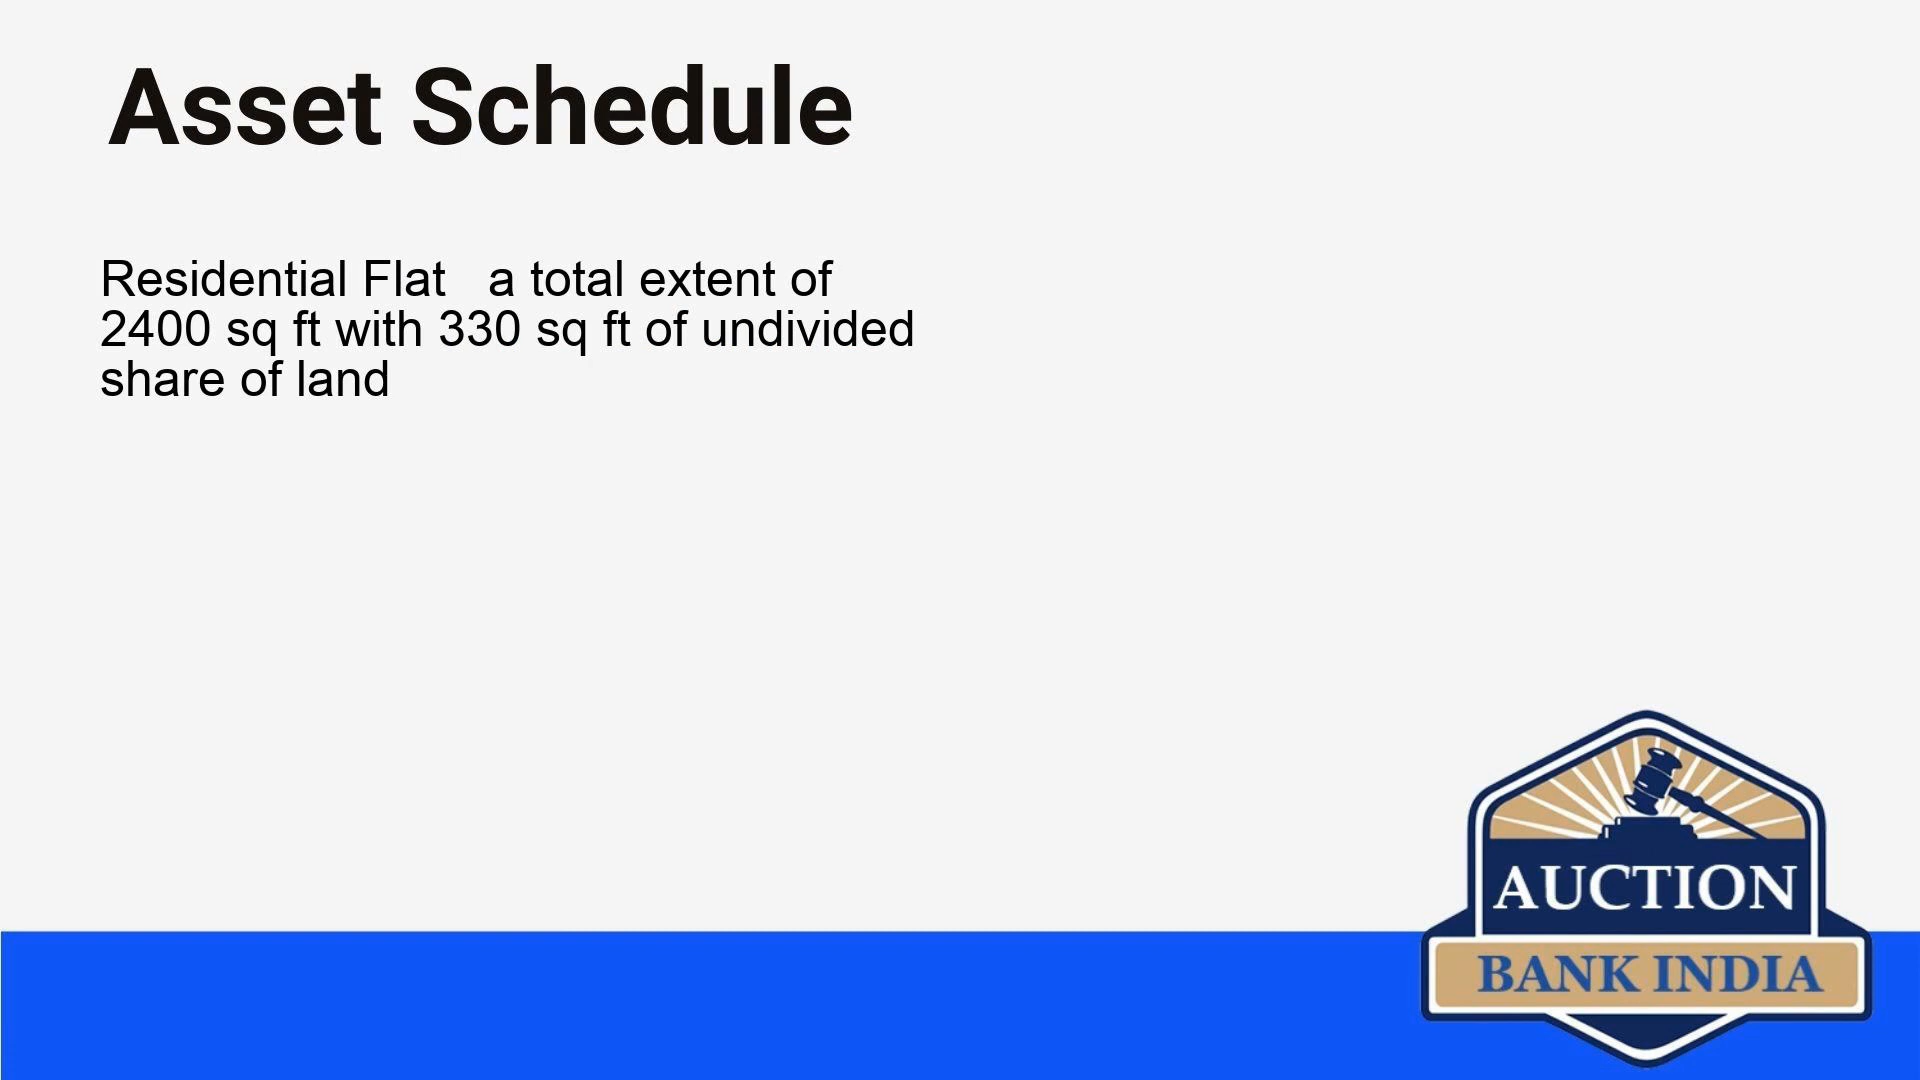 Asset Schedule
Residential Flat   a total extent of
2400 sq ft with 330 sq ft of undivided
share of land
AUCTION
BANK INDIA